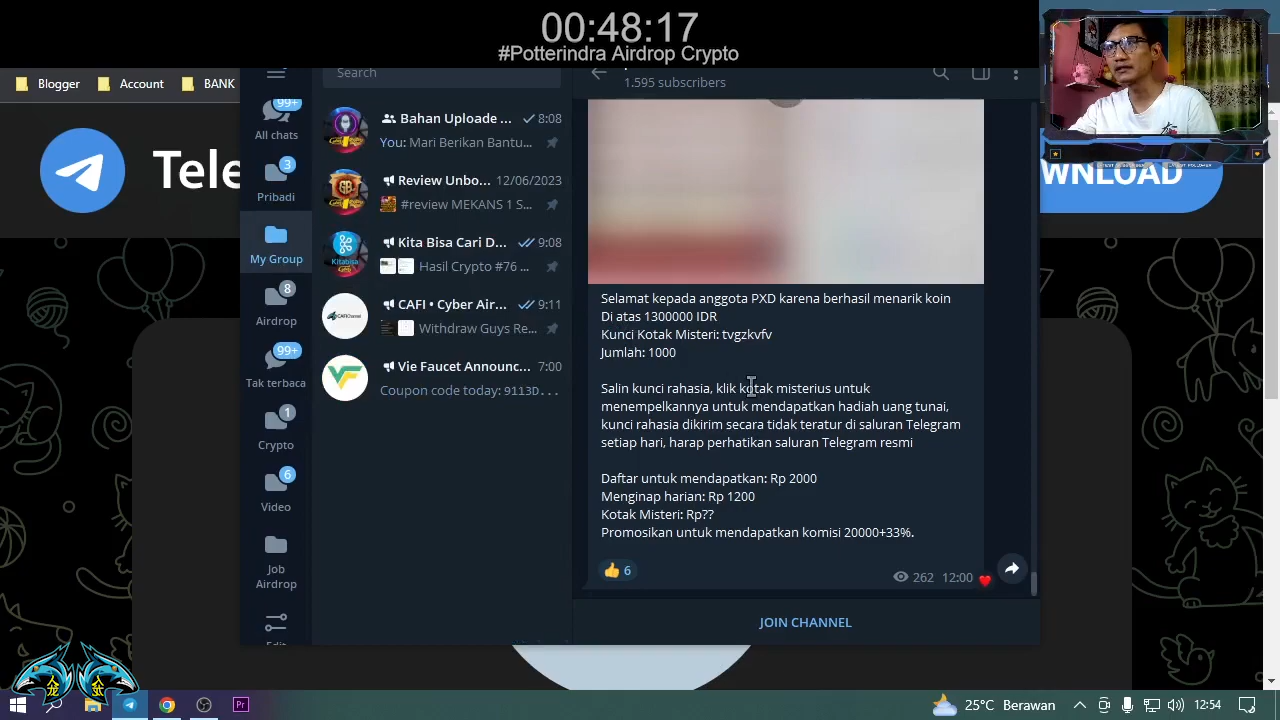 00:48:17
#Potterindra Airdrop Crypto
Blogger
Account
BANK
Search
1.595 subscribers
99+
All chats
3
Pribadi
My Group
8
Airdrop
99+
Tak terbaca
1
Crypto
6
Video
Job
Airdrop
Bahan Uploade ...
8:08
You: Mari Berikan Bantu...
Review Unbo...
12/06/2023
#review MEKANS 1 S...
Kita Bisa Cari D...
9:08
Hasil Crypto #76 ...
CAFI • Cyber Air...
9:11
Withdraw Guys Re...
Vie Faucet Announc...
7:00
Coupon code today: 9113D...
Tele
WNLOAD
Selamat kepada anggota PXD karena berhasil menarik koin
Di atas 1300000 IDR
Kunci Kotak Misteri: tvgzkvfv
Jumlah: 1000
Salin kunci rahasia, klik kotak misterius untuk
menempelkannya untuk mendapatkan hadiah uang tunai,
kunci rahasia dikirim secara tidak teratur di saluran Telegram
setiap hari, harap perhatikan saluran Telegram resmi
Daftar untuk mendapatkan: Rp 2000
Menginap harian: Rp 1200
Kotak Misteri: Rp??
Promosikan untuk mendapatkan komisi 20000+33%.
6
262 12:00
JOIN CHANNEL
25°C Berawan
12:54